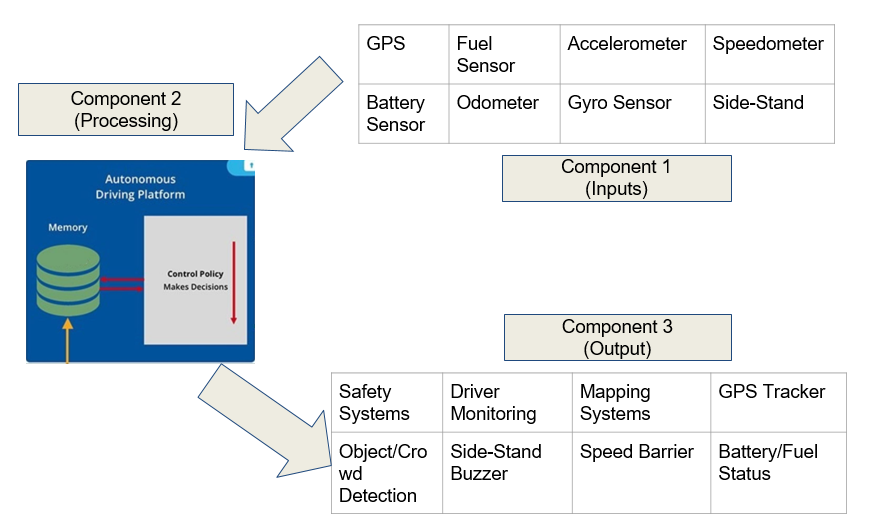 GPS
Fuel
Sensor
Accelerometer
Speedometer
Battery
Sensor
Odometer
Gyro Sensor
Side-Stand
Component 1
(Inputs)
Component 2
(Processing)
Autonomous
Driving Platform
Memory
Control Policy
Makes Decisions
Component 3
(Output)
Safety
Systems
Driver
Monitoring
Mapping
Systems
GPS Tracker
Object/Cro
wd
Detection
Side-Stand
Buzzer
Speed Barrier
Battery/Fuel
Status